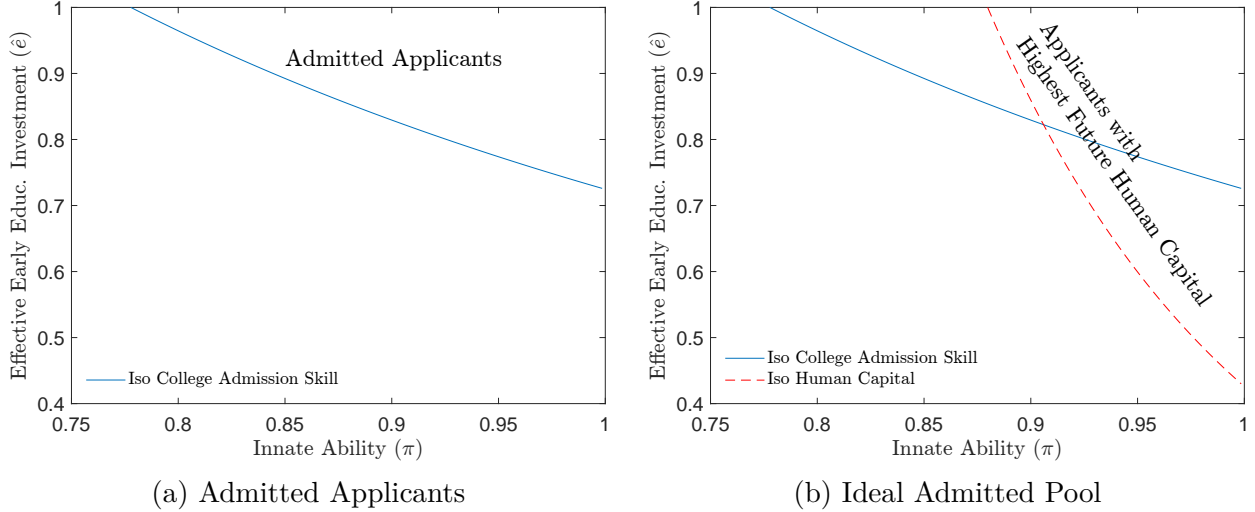 1
0.9
0.8
0.7
0.6
0.5
0.4
Effective Early Educ. Investment (ê)
Admitted Applicants
Iso College Admission Skill
0.75
0.8
0.85
0.9
0.95
1
Innate Ability (π)
(a) Admitted Applicants
1
0.9
0.8
0.7
0.6
0.5
0.4
Effective Early Educ. Investment (ê)
Applicants with
Highest Future Human Capital
Iso College Admission Skill
Iso Human Capital
0.75
0.8
0.85
0.9
0.95
1
Innate Ability (π)
(b) Ideal Admitted Pool